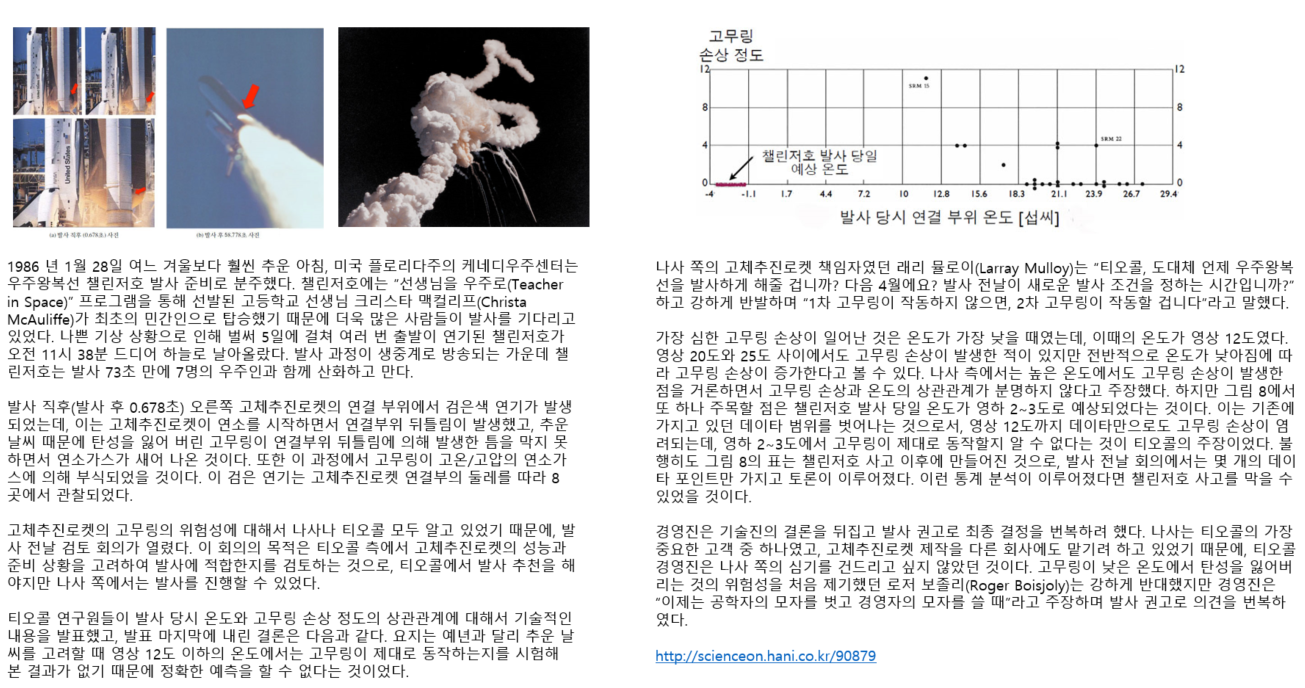 United States
(a) 발사 직후(0.678초) 사진
(b) 발사 후 58.778초 사진
1986 년 1월 28일 여느 겨울보다 훨씬 추운 아침, 미국 플로리다주의 케네디우주센터는
우주왕복선 챌린저호 발사 준비로 분주했다. 챌린저호에는 “선생님을 우주로(Teacher
in Space)” 프로그램을 통해 선발된 고등학교 선생님 크리스타 맥컬리프(Christa
McAuliffe)가 최초의 민간인으로 탑승했기 때문에 더욱 많은 사람들이 발사를 기다리고
있었다. 나쁜 기상 상황으로 인해 벌써 5일에 걸쳐 여러 번 출발이 연기된 챌린저호가
오전 11시 38분 드디어 하늘로 날아올랐다. 발사 과정이 생중계로 방송되는 가운데 챌
린저호는 발사 73초 만에 7명의 우주인과 함께 산화하고 만다.
발사 직후(발사 후 0.678초) 오른쪽 고체추진로켓의 연결 부위에서 검은색 연기가 발생
되었는데, 이는 고체추진로켓이 연소를 시작하면서 연결부위 뒤틀림이 발생했고, 추운
날씨 때문에 탄성을 잃어 버린 고무링이 연결부위 뒤틀림에 의해 발생한 틈을 막지 못
하면서 연소가스가 새어 나온 것이다. 또한 이 과정에서 고무링이 고온/고압의 연소가
스에 의해 부식되었을 것이다. 이 검은 연기는 고체추진로켓 연결부의 둘레를 따라 8
곳에서 관찰되었다.
고체추진로켓의 고무링의 위험성에 대해서 나사나 티오콜 모두 알고 있었기 때문에, 발
사 전날 검토 회의가 열렸다. 이 회의의 목적은 티오콜 측에서 고체추진로켓의 성능과
준비 상황을 고려하여 발사에 적합한지를 검토하는 것으로, 티오콜에서 발사 추천을 해
야지만 나사 쪽에서는 발사를 진행할 수 있었다.
티오콜 연구원들이 발사 당시 온도와 고무링 손상 정도의 상관관계에 대해서 기술적인
내용을 발표했고, 발표 마지막에 내린 결론은 다음과 같다. 요지는 예년과 달리 추운 날
씨를 고려할 때 영상 12도 이하의 온도에서는 고무링이 제대로 동작하는지를 시험해
본 결과가 없기 때문에 정확한 예측을 할 수 없다는 것이었다.
고무링
손상 정도
12 12
SRM 15
8 8
SRM 22
4 4
챌린저호 발사 당일
예상 온도
0 0
-4 -1.1 1.7 4.4 7.2 10 12.8 15.6 18.3 21.1 23.9 26.7 29.4
발사 당시 연결 부위 온도 [섭씨]
나사 쪽의 고체추진로켓 책임자였던 래리 뮬로이(Larray Mulloy)는 “티오콜, 도대체 언제 우주왕복
선을 발사하게 해줄 겁니까? 다음 4월에요? 발사 전날이 새로운 발사 조건을 정하는 시간입니까?”
하고 강하게 반발하며 “1차 고무링이 작동하지 않으면, 2차 고무링이 작동할 겁니다”라고 말했다.
가장 심한 고무링 손상이 일어난 것은 온도가 가장 낮을 때였는데, 이때의 온도가 영상 12도였다.
영상 20도와 25도 사이에서도 고무링 손상이 발생한 적이 있지만 전반적으로 온도가 낮아짐에 따
라 고무링 손상이 증가한다고 볼 수 있다. 나사 측에서는 높은 온도에서도 고무링 손상이 발생한
점을 거론하면서 고무링 손상과 온도의 상관관계가 분명하지 않다고 주장했다. 하지만 그림 8에서
또 하나 주목할 점은 챌린저호 발사 당일 온도가 영하 2~3도로 예상되었다는 것이다. 이는 기존에
가지고 있던 데이타 범위를 벗어나는 것으로서, 영상 12도까지 데이타만으로도 고무링 손상이 염
려되는데, 영하 2~3도에서 고무링이 제대로 동작할지 알 수 없다는 것이 티오콜의 주장이었다. 불
행히도 그림 8의 표는 챌린저호 사고 이후에 만들어진 것으로, 발사 전날 회의에서는 몇 개의 데이
타 포인트만 가지고 토론이 이루어졌다. 이런 통계 분석이 이루어졌다면 챌린저호 사고를 막을 수
있었을 것이다.
경영진은 기술진의 결론을 뒤집고 발사 권고로 최종 결정을 번복하려 했다. 나사는 티오콜의 가장
중요한 고객 중 하나였고, 고체추진로켓 제작을 다른 회사에도 맡기려 하고 있었기 때문에, 티오콜
경영진은 나사 쪽의 심기를 건드리고 싶지 않았던 것이다. 고무링이 낮은 온도에서 탄성을 잃어버
리는 것의 위험성을 처음 제기했던 로저 보졸리(Roger Boisjoly)는 강하게 반대했지만 경영진은
“이제는 공학자의 모자를 벗고 경영자의 모자를 쓸 때”라고 주장하며 발사 권고로 의견을 번복하
였다.
http://scienceon.hani.co.kr/90879